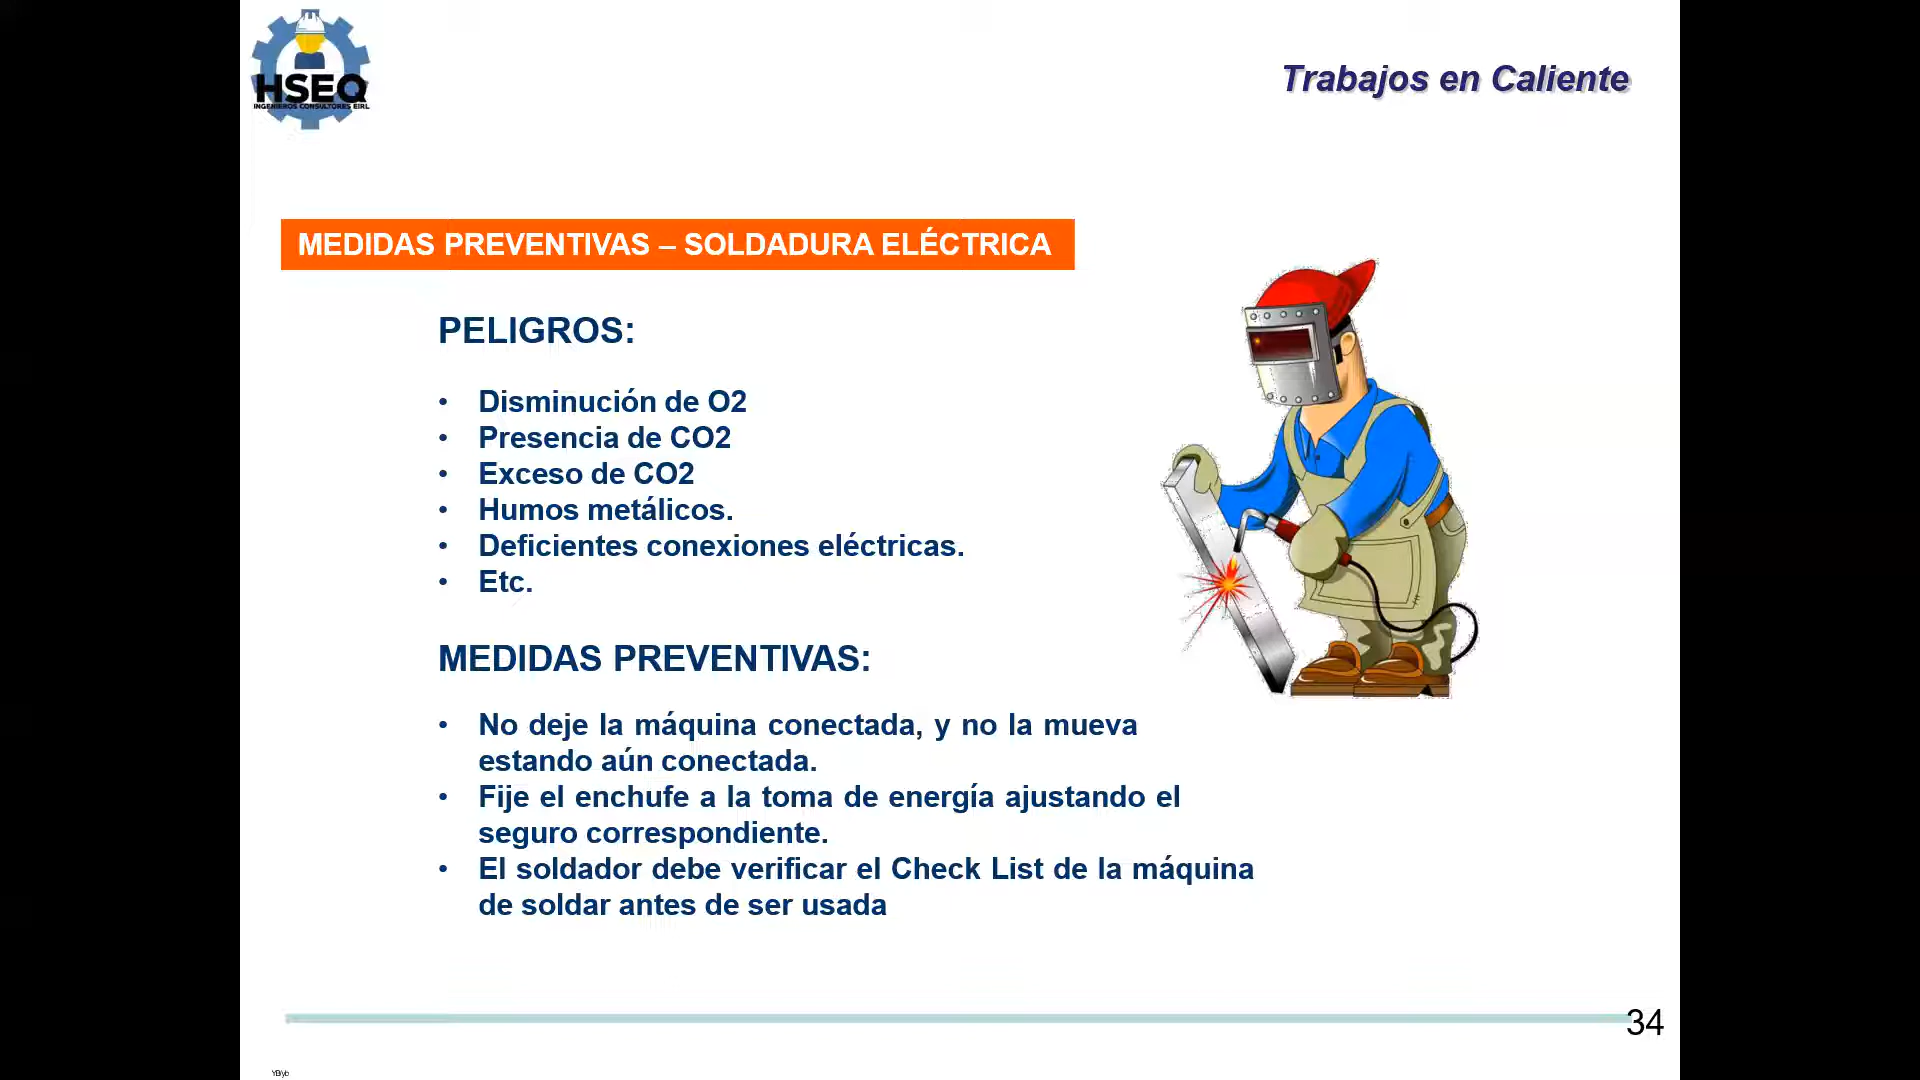 HSEQ
INGENIEROS CONSULTORES EIRL
Trabajos en Caliente
MEDIDAS PREVENTIVAS – SOLDADURA ELÉCTRICA
PELIGROS:
• Disminución de O2
• Presencia de CO2
• Exceso de CO2
• Humos metálicos.
• Deficientes conexiones eléctricas.
• Etc.
MEDIDAS PREVENTIVAS:
• No deje la máquina conectada, y no la mueva
estando aún conectada.
• Fije el enchufe a la toma de energía ajustando el
seguro correspondiente.
• El soldador debe verificar el Check List de la máquina
de soldar antes de ser usada
34